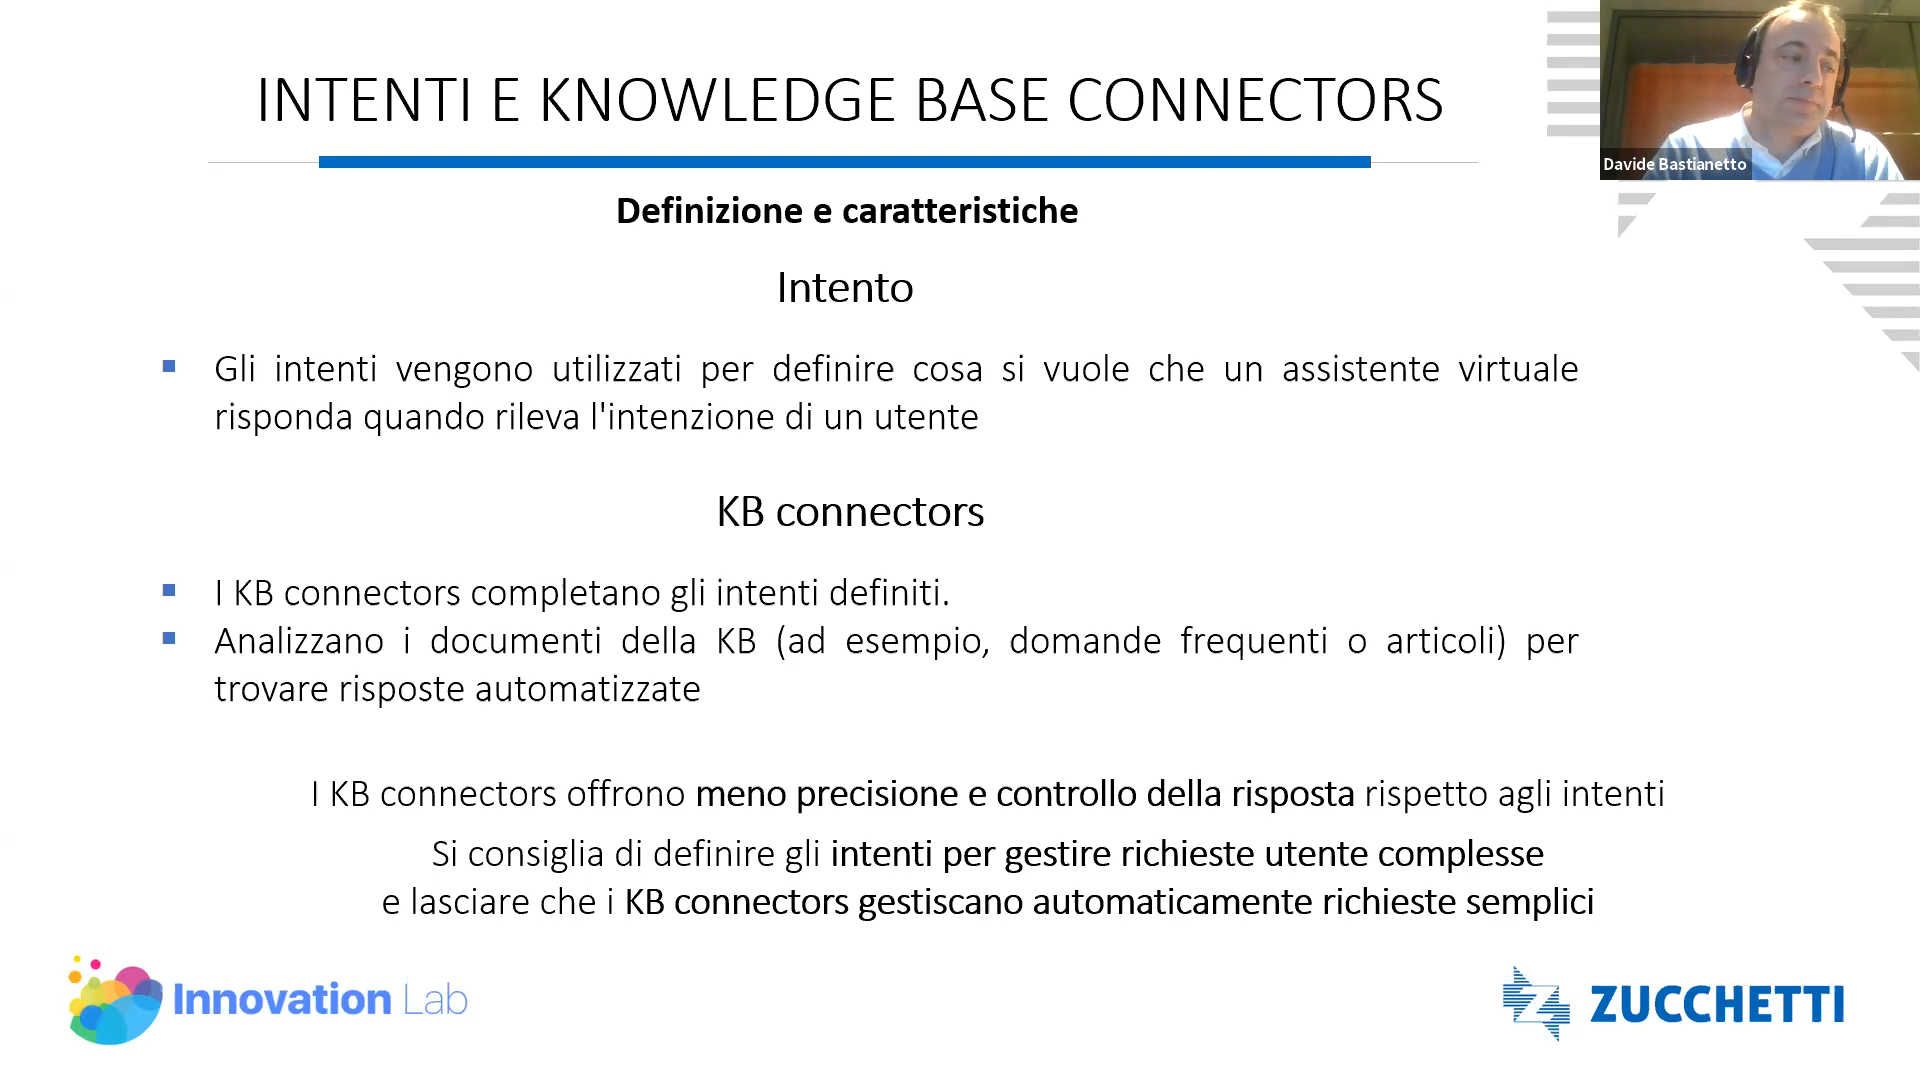 INTENTI E KNOWLEDGE BASE CONNECTORS
Davide Bastianetto
Definizione e caratteristiche
Intento
Gli intenti vengono utilizzati per definire cosa si vuole che un assistente virtuale
risponda quando rileva l'intenzione di un utente
KB connectors
I KB connectors completano gli intenti definiti.
Analizzano i documenti della KB (ad esempio, domande frequenti o articoli) per
trovare risposte automatizzate
I KB connectors offrono meno precisione e controllo della risposta rispetto agli intenti
Si consiglia di definire gli intenti per gestire richieste utente complesse
e lasciare che i KB connectors gestiscano automaticamente richieste semplici
Innovation Lab
ZUCCHETTI